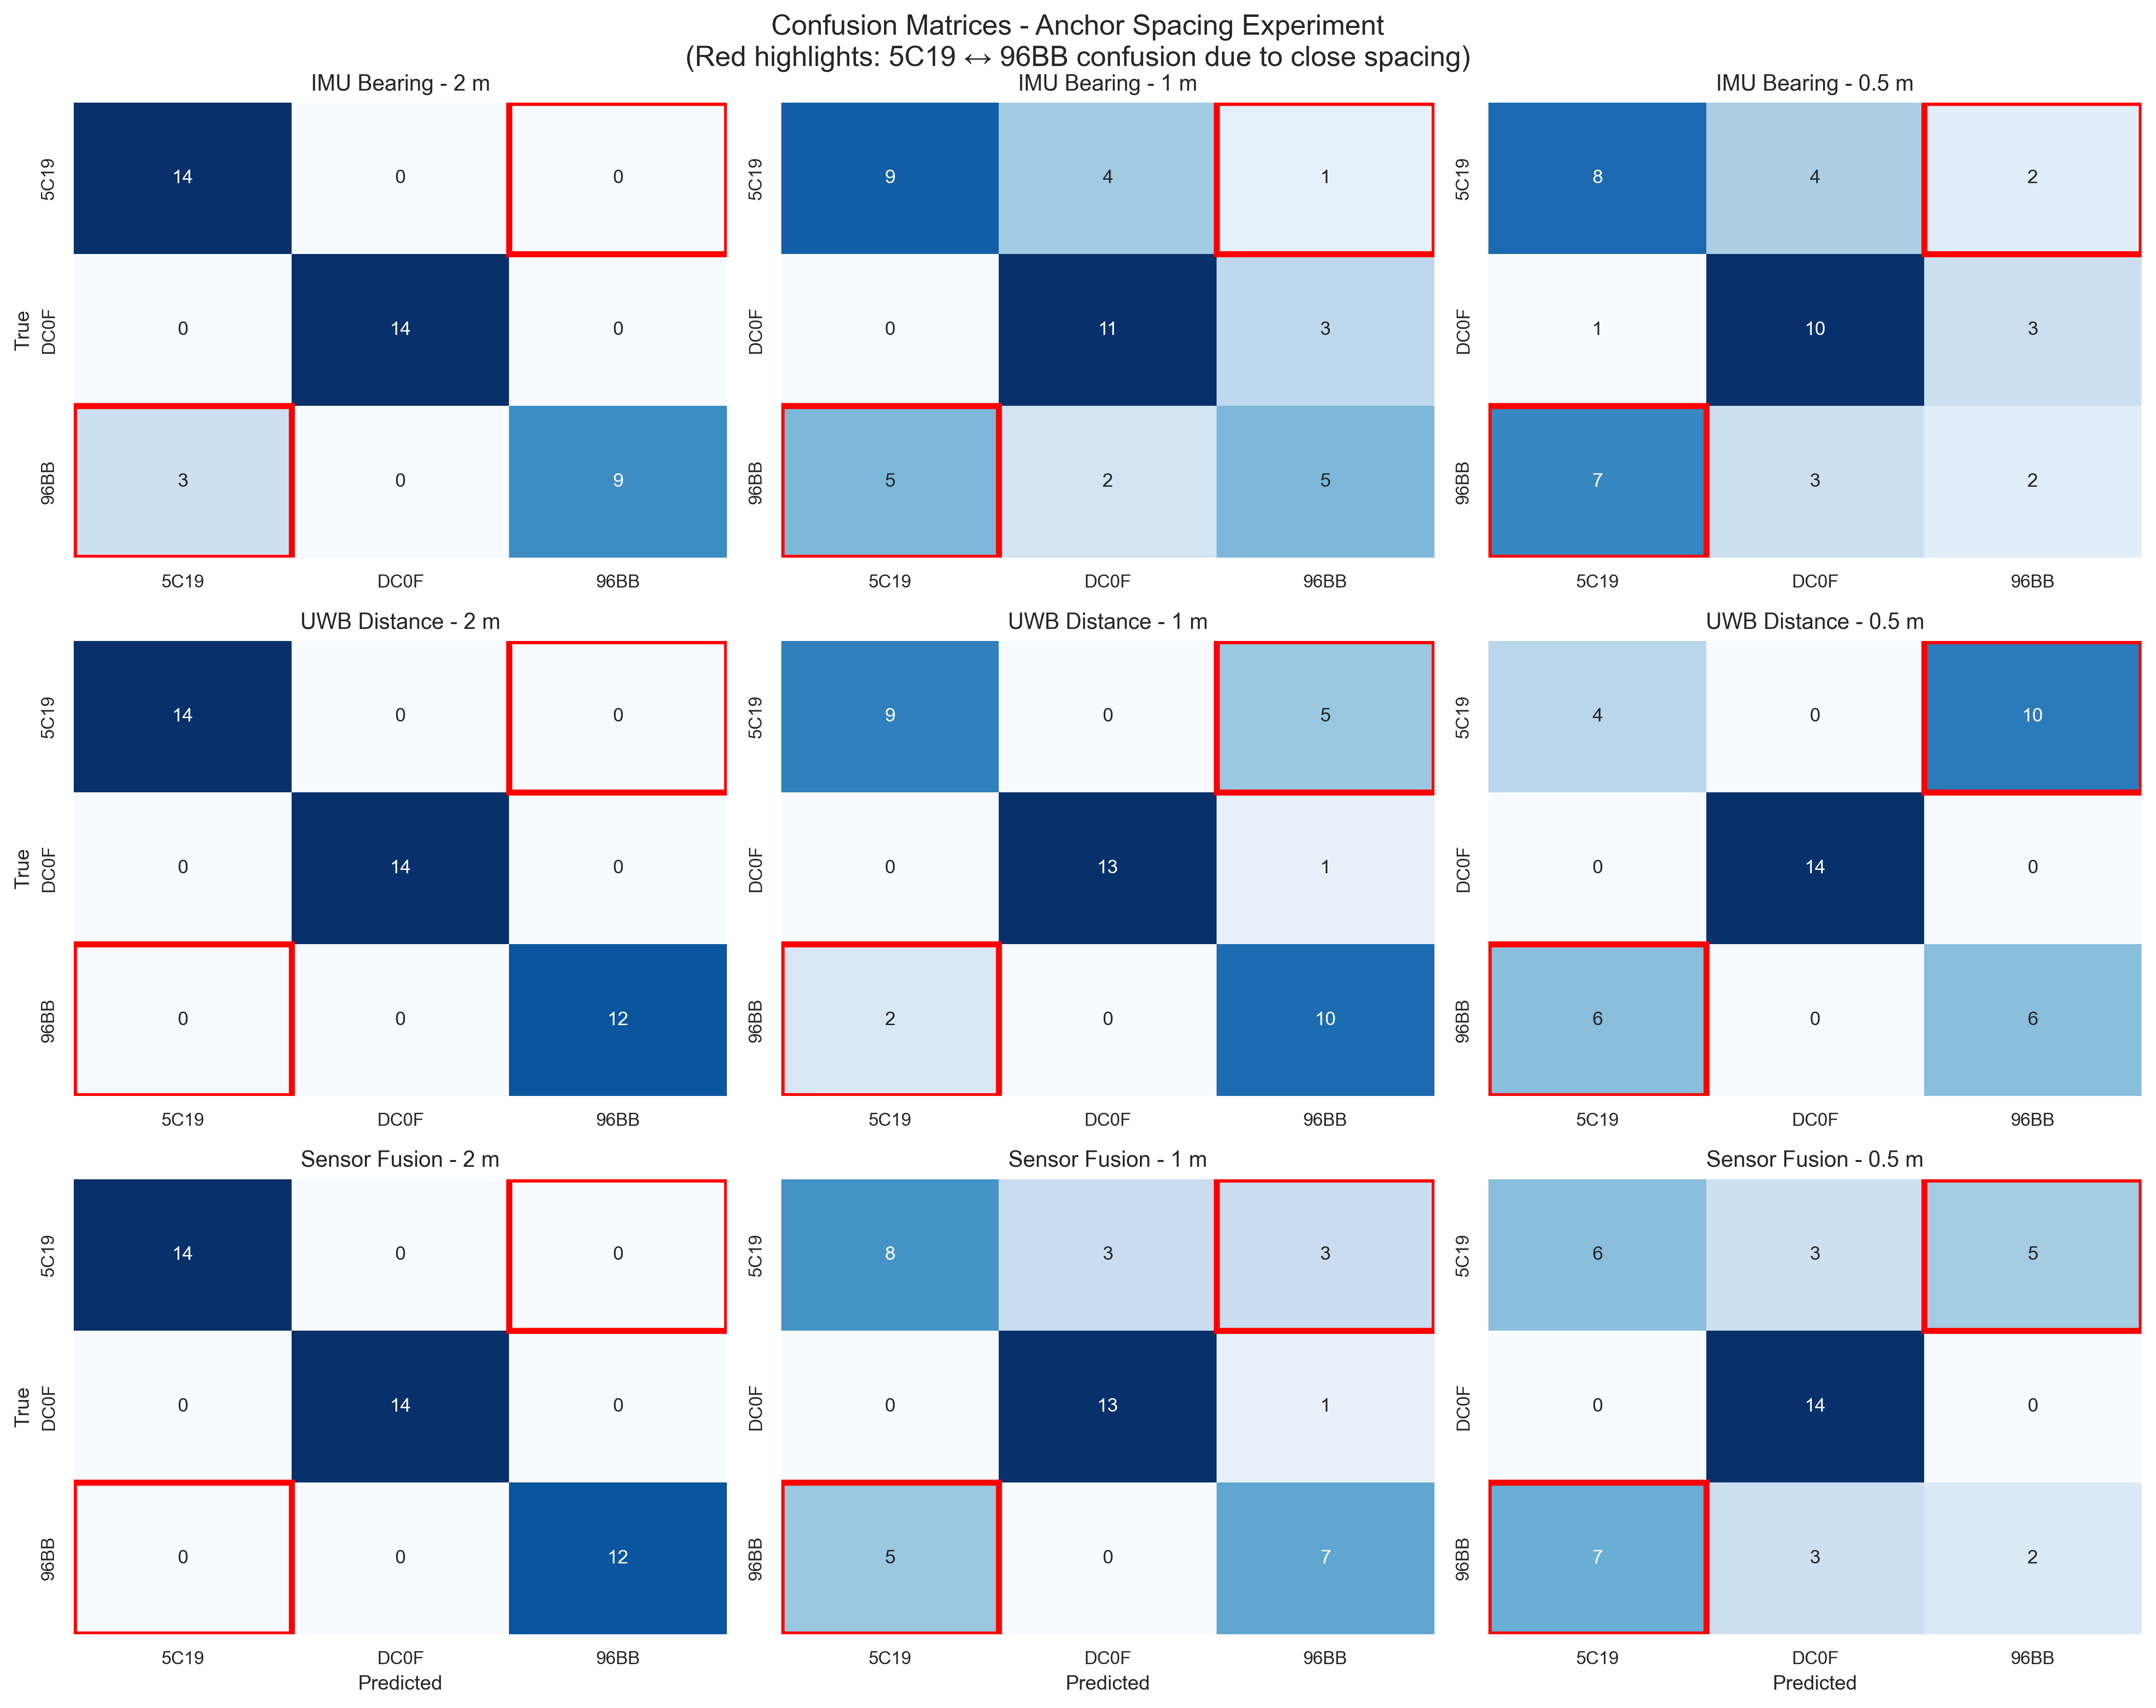 Confusion Matrices - Anchor Spacing Experiment
(Red highlights: 5C19 ↔ 96BB confusion due to close spacing)
IMU Bearing - 2 m
5C19
14
0
0
True
DC0F
0
14
0
96BB
3
0
9
5C19
DC0F
96BB
IMU Bearing - 1 m
5C19
9
4
1
DC0F
0
11
3
96BB
5
2
5
5C19
DC0F
96BB
IMU Bearing - 0.5 m
5C19
8
4
2
DC0F
1
10
3
96BB
7
3
2
5C19
DC0F
96BB
UWB Distance - 2 m
5C19
14
0
0
True
DC0F
0
14
0
96BB
0
0
12
5C19
DC0F
96BB
UWB Distance - 1 m
5C19
9
0
5
DC0F
0
13
1
96BB
2
0
10
5C19
DC0F
96BB
UWB Distance - 0.5 m
5C19
4
0
10
DC0F
0
14
0
96BB
6
0
6
5C19
DC0F
96BB
Sensor Fusion - 2 m
5C19
14
0
0
True
DC0F
0
14
0
96BB
0
0
12
5C19
DC0F
96BB
Predicted
Sensor Fusion - 1 m
5C19
8
3
3
DC0F
0
13
1
96BB
5
0
7
5C19
DC0F
96BB
Predicted
Sensor Fusion - 0.5 m
5C19
6
3
5
DC0F
0
14
0
96BB
7
3
2
5C19
DC0F
96BB
Predicted